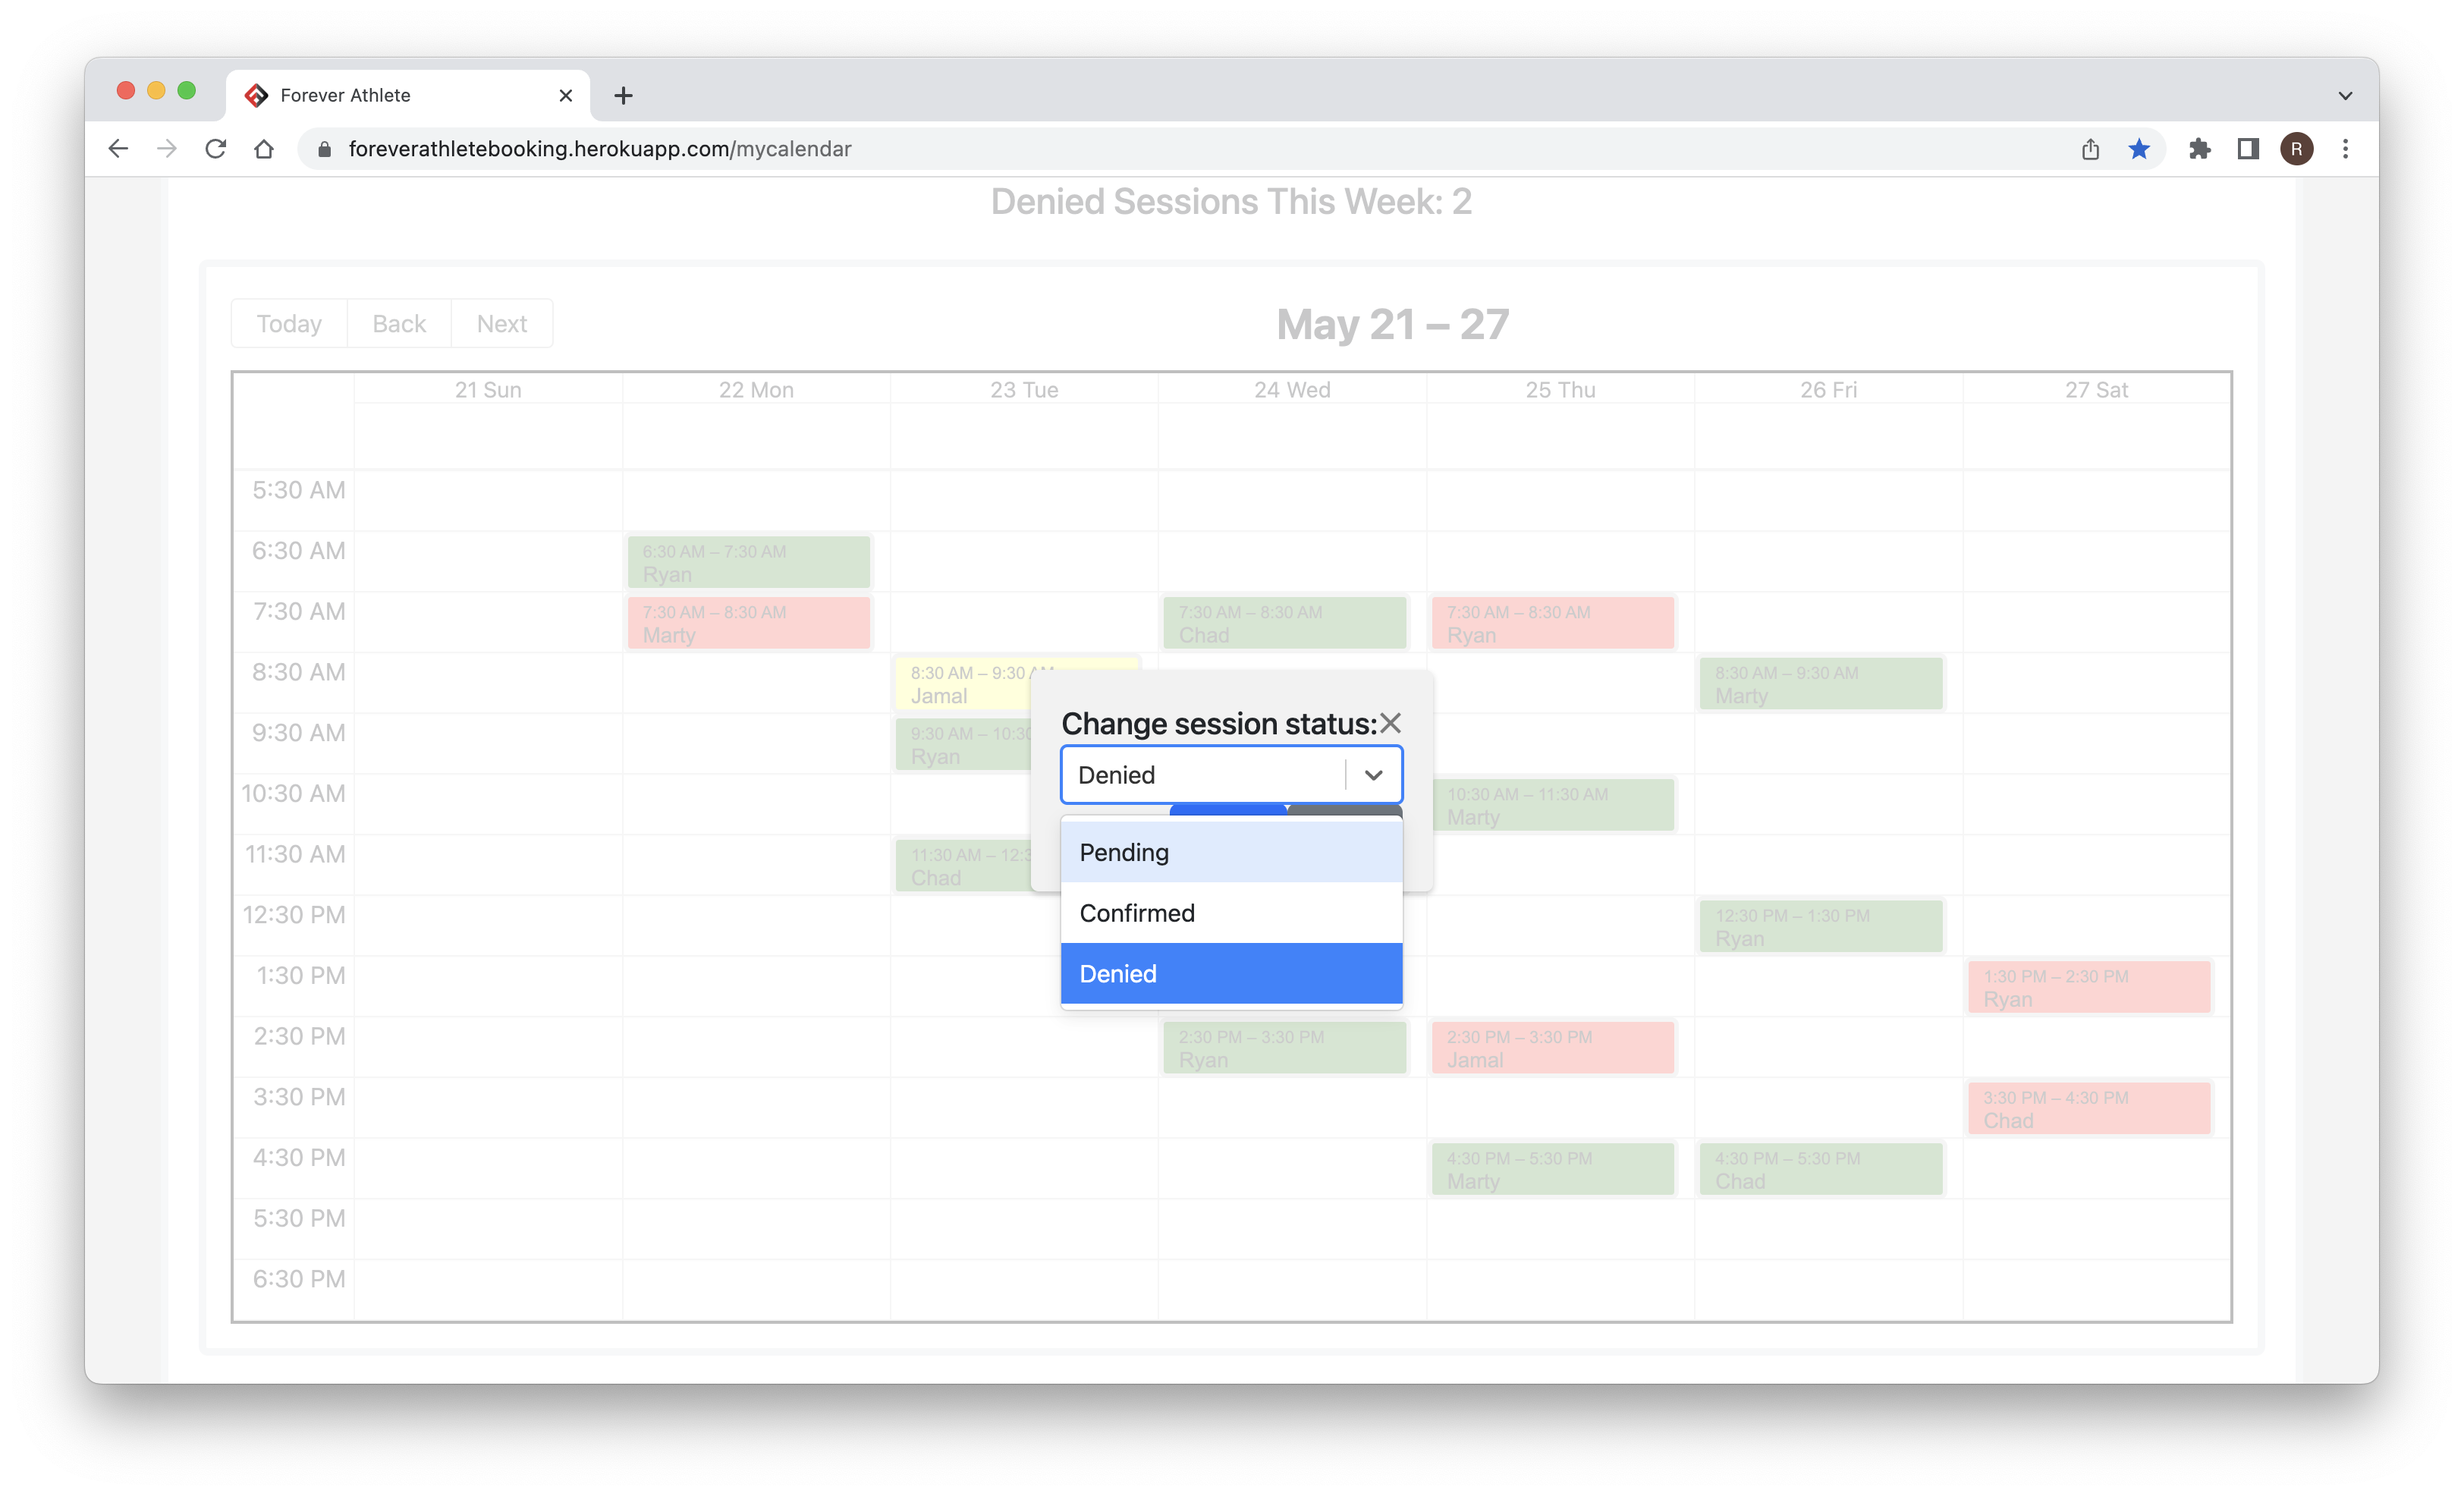 Forever Athlete
foreverathletebooking.herokuapp.com/mycalendar
R
Denied Sessions This Week: 2
Today Back Next
May 21 – 27
21 Sun 22 Mon 23 Tue 24 Wed 25 Thu 26 Fri 27 Sat
5:30 AM
6:30 AM
6:30 AM – 7:30 AM
Ryan
7:30 AM
7:30 AM – 8:30 AM
Marty
7:30 AM – 8:30 AM
Chad
7:30 AM – 8:30 AM
Ryan
8:30 AM
8:30 AM – 9:30 AM
Jamal
8:30 AM – 9:30 AM
Marty
Change session status:
9:30 AM
9:30 AM – 10:30
Ryan
Denied
10:30 AM
10:30 AM – 11:30 AM
Marty
Pending
11:30 AM
11:30 AM – 12:3
Chad
Confirmed
12:30 PM
12:30 PM – 1:30 PM
Ryan
Denied
1:30 PM
1:30 PM – 2:30 PM
Ryan
2:30 PM
2:30 PM – 3:30 PM
Ryan
2:30 PM – 3:30 PM
Jamal
3:30 PM
3:30 PM – 4:30 PM
Chad
4:30 PM
4:30 PM – 5:30 PM
Marty
4:30 PM – 5:30 PM
Chad
5:30 PM
6:30 PM